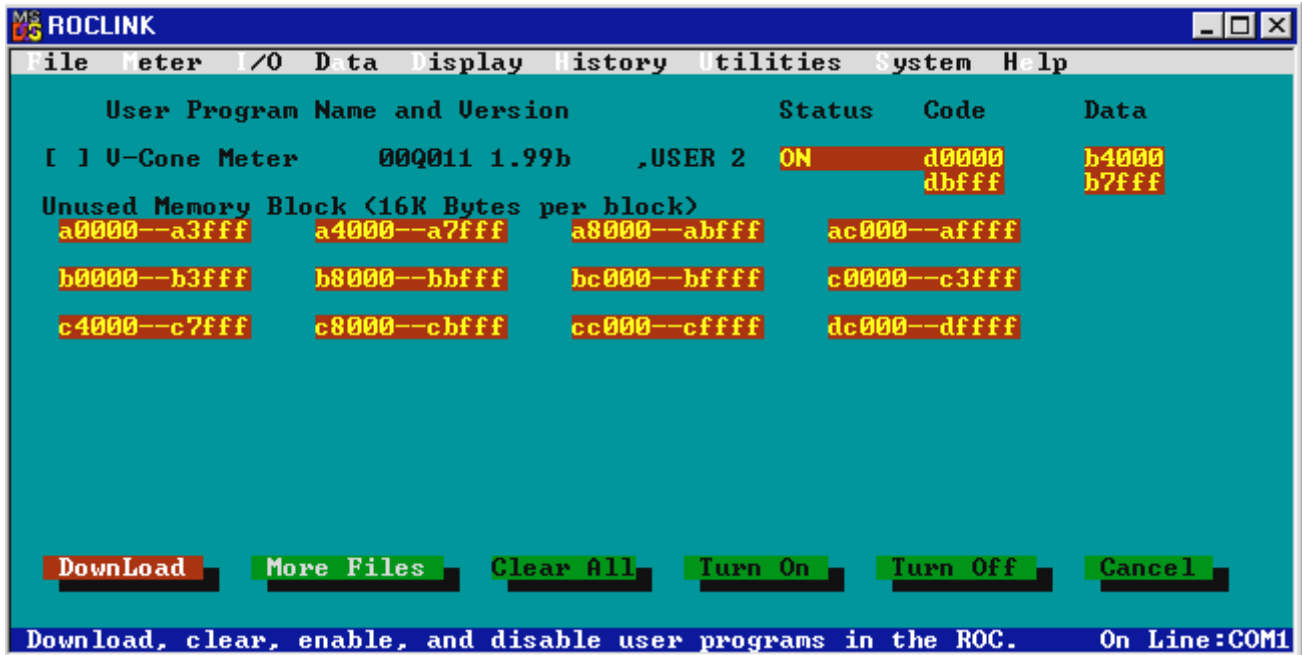 ROCLINK
File Meter I/O Data Display History Utilities System Help
User Program Name and Version Status Code Data
[ ] V-Cone Meter 00Q011 1.99b ,USER 2 ON d0000 b4000
dbfff b7fff
Unused Memory Block (16K Bytes per block)
a0000--a3fff a4000--a7fff a8000--abfff ac000--affff
b0000--b3fff b8000--bbfff bc000--bffff c0000--c3fff
c4000--c7fff c8000--cbfff cc000--cffff dc000--dffff
DownLoad More Files Clear All Turn On Turn Off Cancel
Download, clear, enable, and disable user programs in the ROC. On Line:COM1